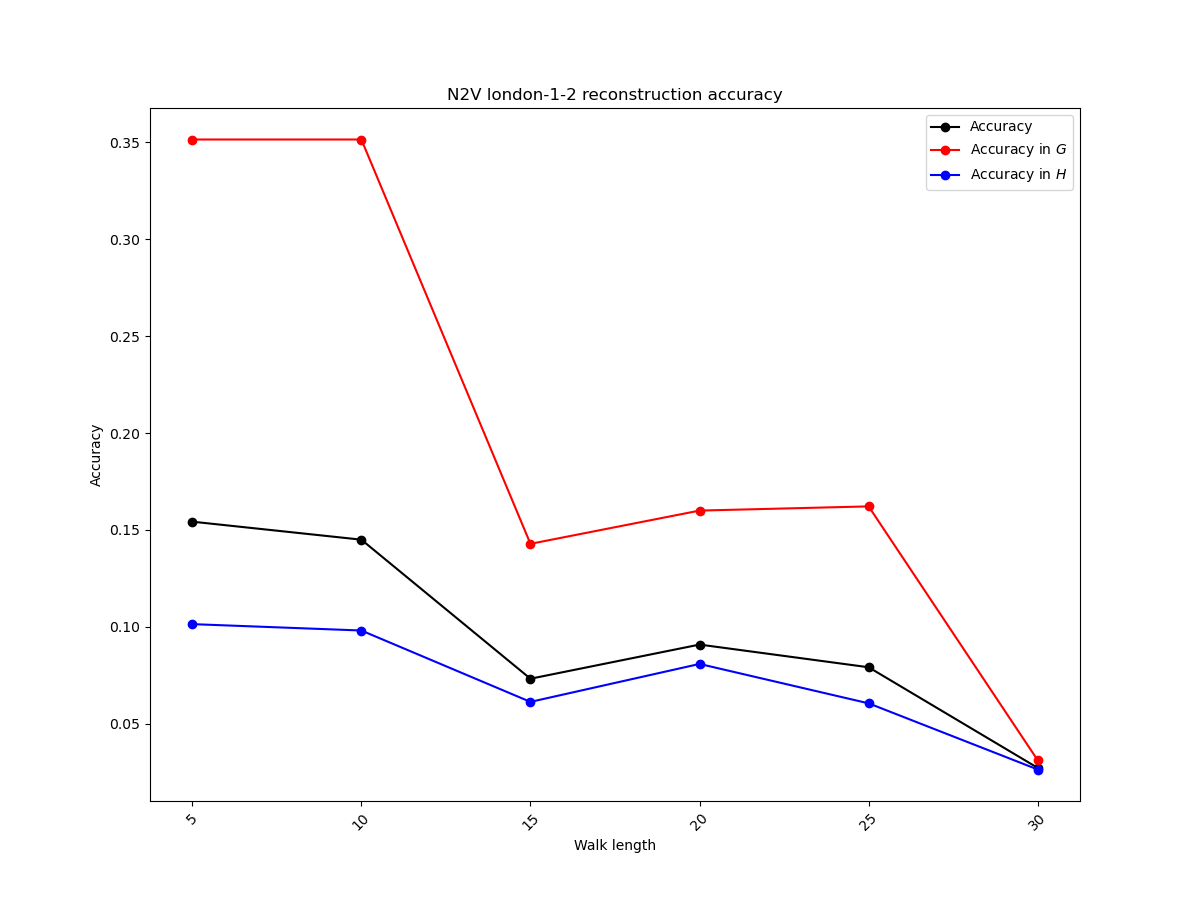 N2V london-1-2 reconstruction accuracy
Accuracy
Accuracy in G
Accuracy in H
0.35
0.30
0.25
0.20
0.15
0.10
0.05
Accuracy
5 10 15 20 25 30
Walk length